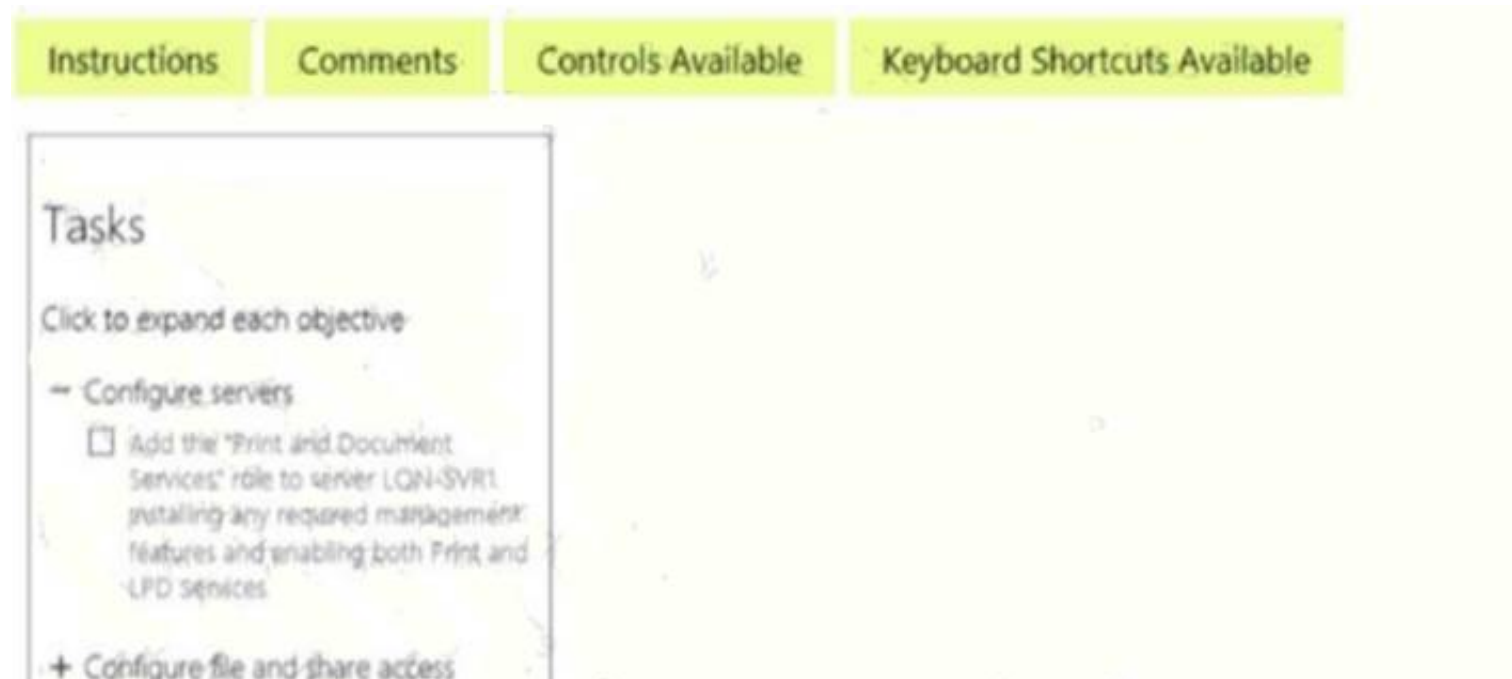 Instructions Comments Controls Available Keyboard Shortcuts Available
Tasks
Click to expand each objective
− Configure servers
Add the "Print and Document
Services" role to server LON-SVR1
installing any required management
features and enabling both Print and
LPD Services
+ Configure file and share access